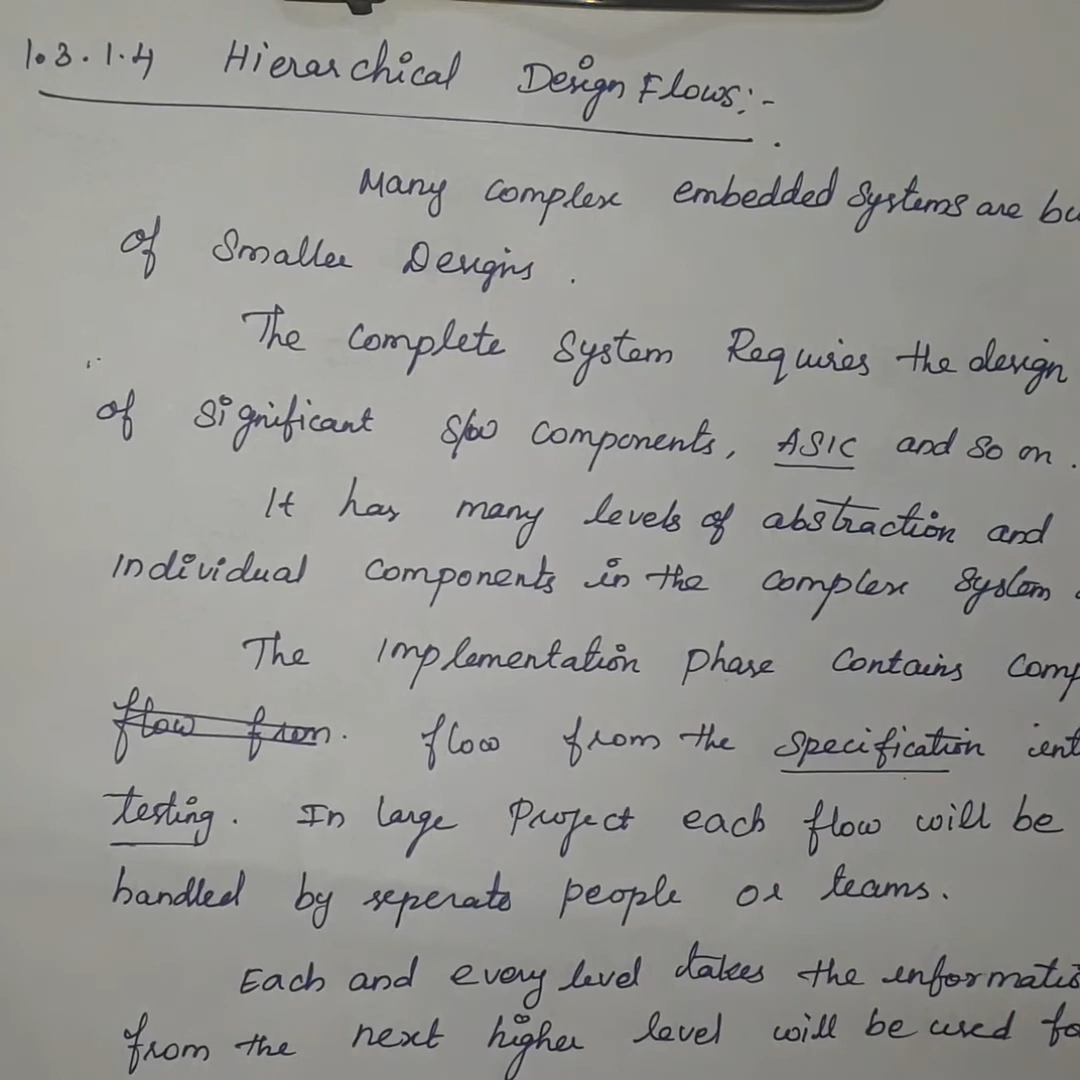 1.3.1.4 Hierarchical Design Flows:-
Many complex embedded Systems are bu
of Smaller Designs.
The complete System Requires the design
of significant s/w components, ASIC and so on.
It has many levels of abstraction and
individual components in the complex system
The implementation phase contains comp
flow from. flow from the specification int
testing. In large Project each flow will be
handled by seperate people or teams.
Each and every level takes the informatio
from the next higher level will be used fo